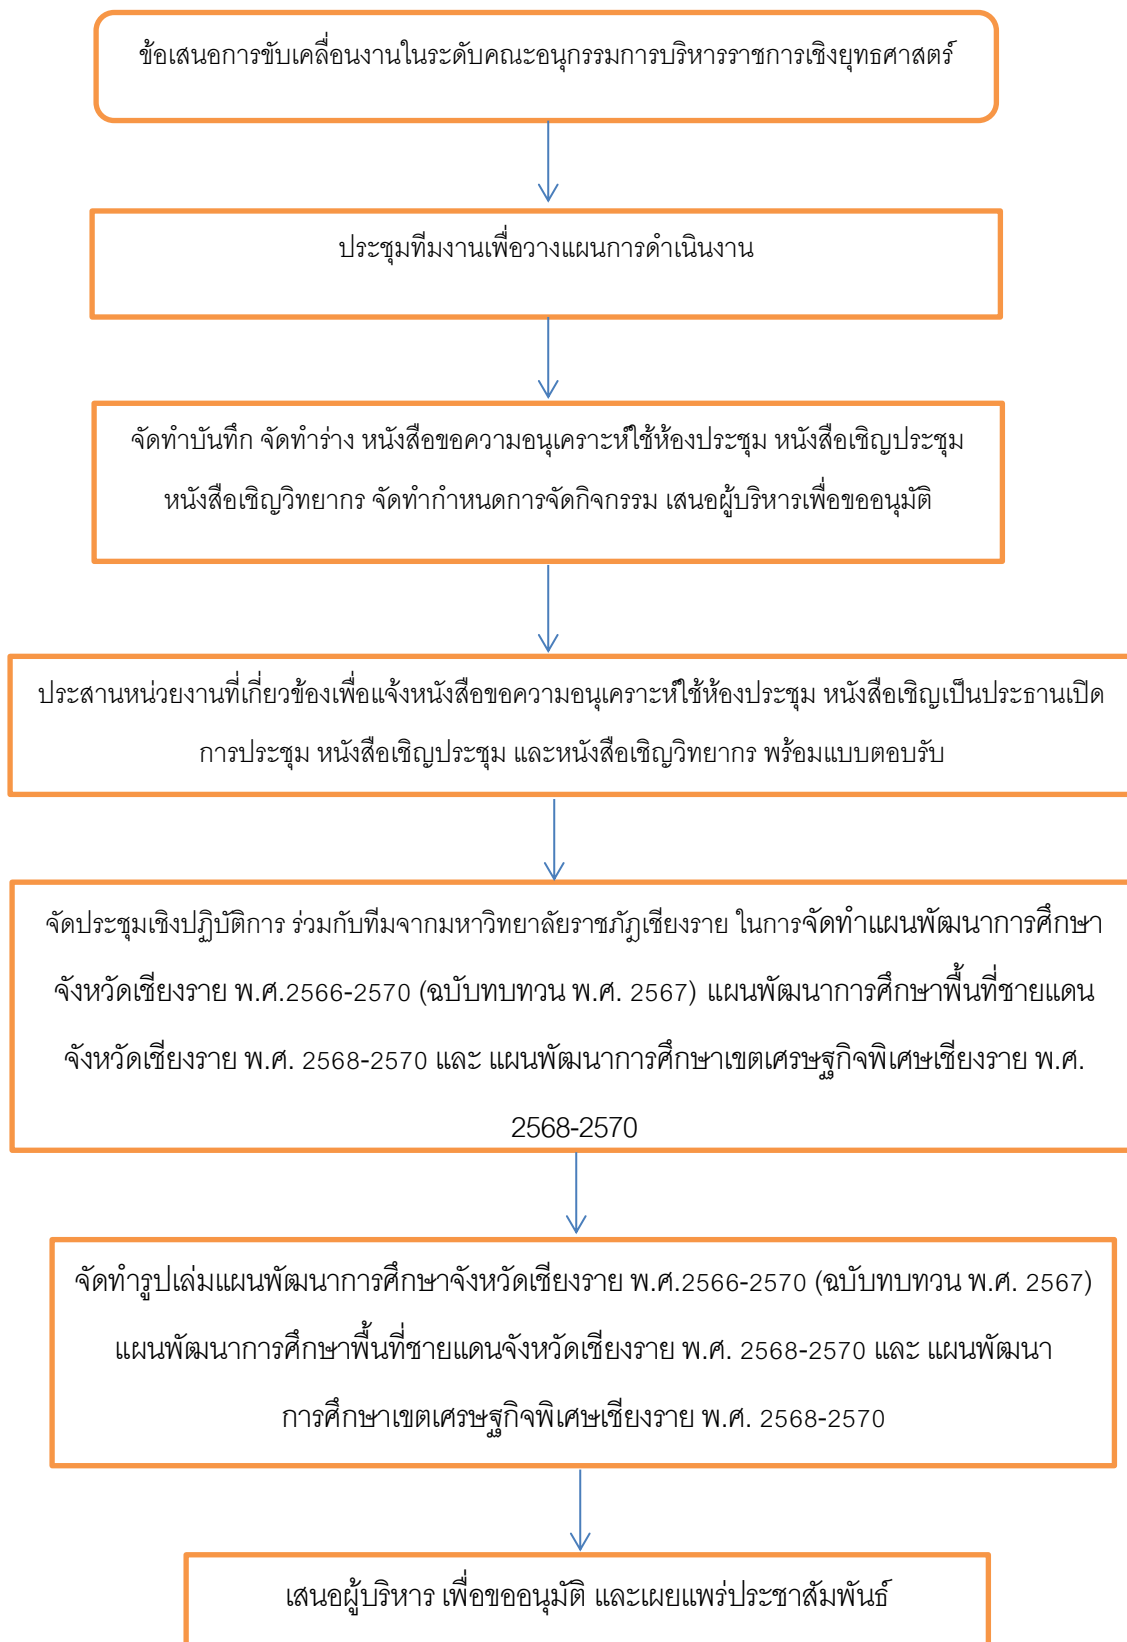 ข้อเสนอการขับเคลื่อนงานในระดับคณะอนุกรรมการบริหารราชการเชิงยุทธศาสตร์
ประชุมทีมงานเพื่อวางแผนการดำเนินงาน
จัดทำบันทึก จัดทำร่าง หนังสือขอความอนุเคราะห์ใช้ห้องประชุม หนังสือเชิญประชุม
หนังสือเชิญวิทยากร จัดทำกำหนดการจัดกิจกรรม เสนอผู้บริหารเพื่อขออนุมัติ
ประสานหน่วยงานที่เกี่ยวข้องเพื่อแจ้งหนังสือขอความอนุเคราะห์ใช้ห้องประชุม หนังสือเชิญเป็นประธานเปิด
การประชุม หนังสือเชิญประชุม และหนังสือเชิญวิทยากร พร้อมแบบตอบรับ
จัดประชุมเชิงปฏิบัติการ ร่วมกับทีมจากมหาวิทยาลัยราชภัฏเชียงราย ในการจัดทำแผนพัฒนาการศึกษา
จังหวัดเชียงราย พ.ศ.2566-2570 (ฉบับทบทวน พ.ศ. 2567) แผนพัฒนาการศึกษาพื้นที่ชายแดน
จังหวัดเชียงราย พ.ศ. 2568-2570 และ แผนพัฒนาการศึกษาเขตเศรษฐกิจพิเศษเชียงราย พ.ศ.
2568-2570
จัดทำรูปเล่มแผนพัฒนาการศึกษาจังหวัดเชียงราย พ.ศ.2566-2570 (ฉบับทบทวน พ.ศ. 2567)
แผนพัฒนาการศึกษาพื้นที่ชายแดนจังหวัดเชียงราย พ.ศ. 2568-2570 และ แผนพัฒนา
การศึกษาเขตเศรษฐกิจพิเศษเชียงราย พ.ศ. 2568-2570
เสนอผู้บริหาร เพื่อขออนุมัติ และเผยแพร่ประชาสัมพันธ์